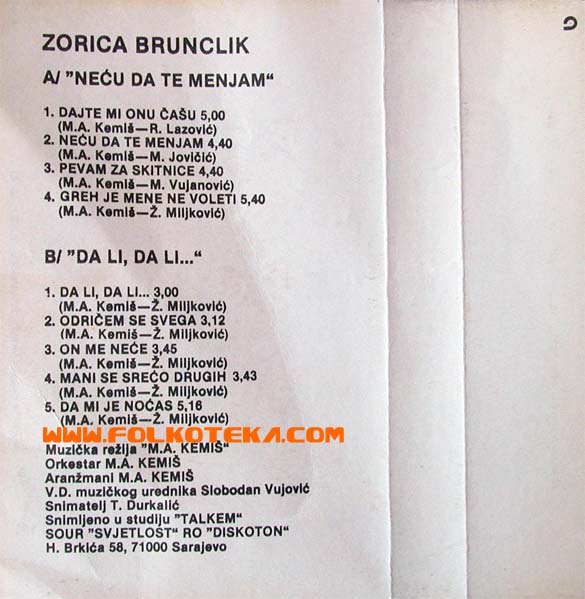 ZORICA BRUNCLIK
A/ "NEĆU DA TE MENJAM“
1. DAJTE MI ONU ČAŠU 5,00
(M.A. Kemiš—R. Lazović)
2. NEĆU DA TE MENJAM 4,40
(M.A. Kemiš—M. Jovičić)
3. PEVAM ZA SKITNICE 4,40
(M.A. Kemiš—M. Vujanović)
4. GREH JE MENE NE VOLETI 5,40
(M.A. Kemiš—Ž. Miljković)
B/ "DA LI, DA LI...“
1. DA LI, DA LI... 3,00
(M.A. Kemiš—Ž. Miljković)
2. ODRIČEM SE SVEGA 3,12
(M.A. Kemiš—Ž. Miljković)
3. ON ME NEĆE 3,45
(M.A. Kemiš—Ž. Miljković)
4. MANI SE SREĆO DRUGIH 3,43
(M.A. Kemiš—Ž. Miljković)
5. DA MI JE NOĆAS 5,16
(M.A. Kemiš—Ž. Miljković)
WWW.FOLKOTEKA.COM
Muzička režija "M.A. KEMIŠ“
Orkestar M.A. KEMIŠ
Aranžmani M.A. KEMIŠ
V.D. muzičkog urednika Slobodan Vujović
Snimatelj T. Durkalić
Snimljeno u studiju "TALKEM“
SOUR "SVJETLOST“ RO "DISKOTON“
H. Brkića 58, 71000 Sarajevo